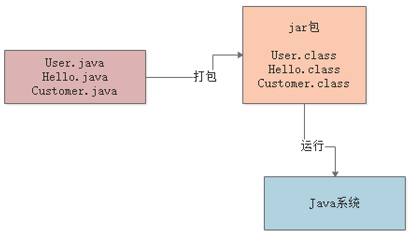 User.java
Hello.java
Customer.java
打包
jar包
User.class
Hello.class
Customer.class
运行
Java系统